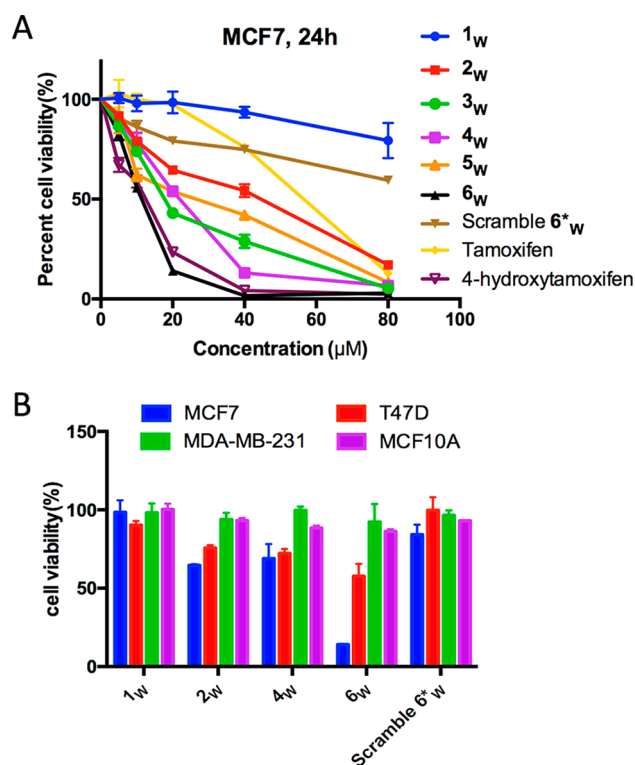 A
MCF7, 24h
Percent cell viability(%)
100
50
0
0 20 40 60 80 100
Concentration (µM)
1W
2W
3W
4W
5W
6W
Scramble 6*W
Tamoxifen
4-hydroxytamoxifen
B
MCF7 T47D
MDA-MB-231 MCF10A
cell viability(%)
150
100
50
0
1W 2W 4W 6W Scramble 6*W